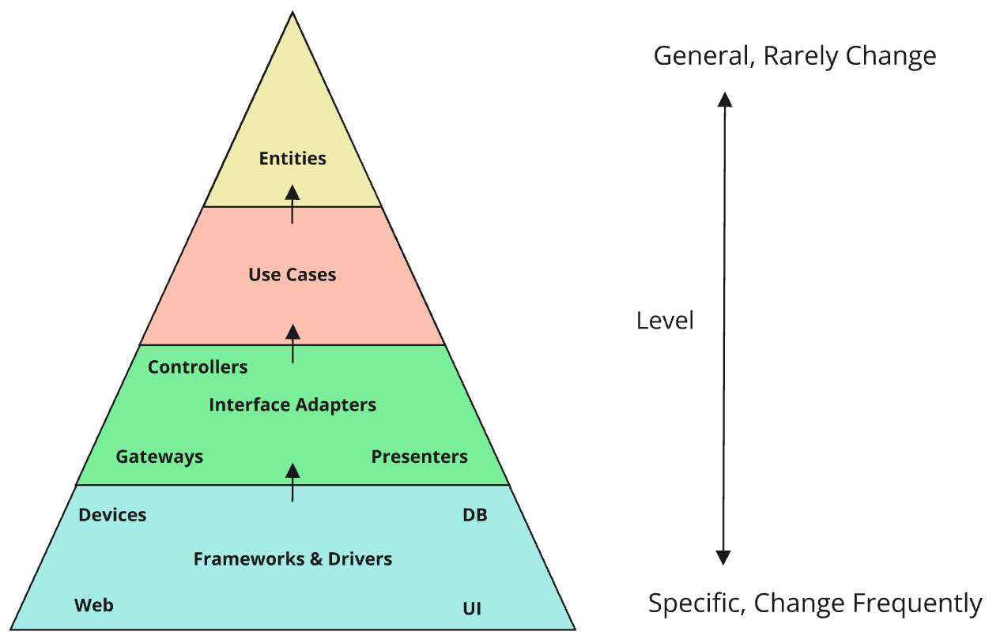 General, Rarely Change
Entities
Use Cases
Level
Controllers
Interface Adapters
Gateways
Presenters
Devices
DB
Frameworks & Drivers
Web
UI
Specific, Change Frequently